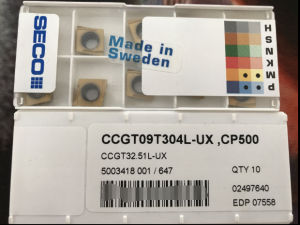 SECO
Made in
Sweden
P M K N S H
CCGT09T304L-UX ,CP500
CCGT32.51L-UX
5003418 001 / 647
QTY 10
02497640
EDP 07558